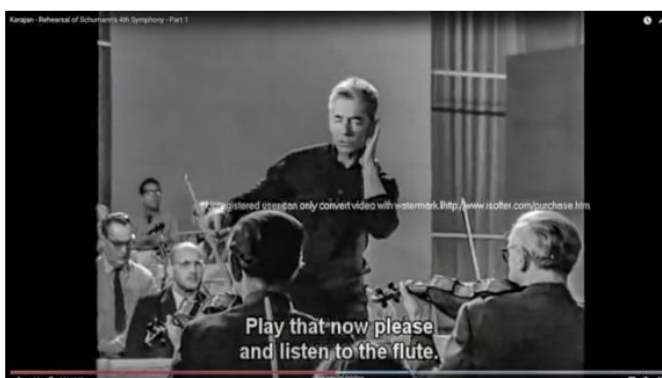 Karajan - Rehearsal of Schumann's 4th Symphony - Part 1
registered user can only convert video with watermark.
http://www.isofter.com/purchase.htm
Play that now please
and listen to the flute.